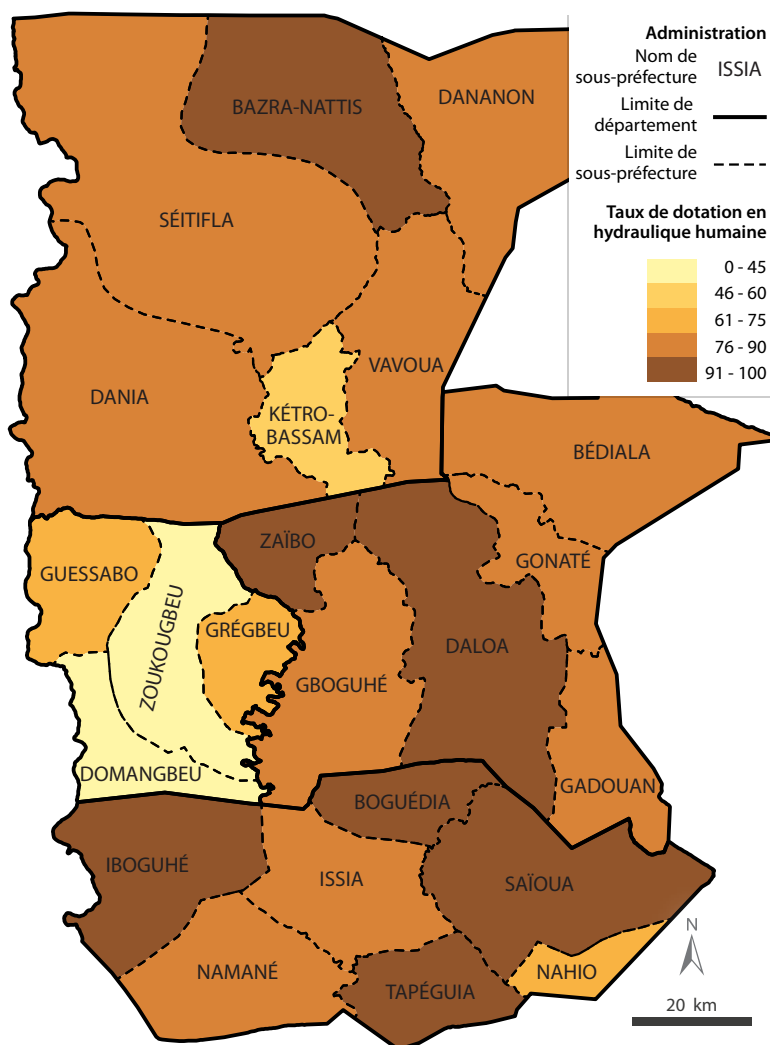 Administration
Nom de
sous-préfecture
ISSIA
Limite de
département
Limite de
sous-préfecture
Taux de dotation en
hydraulique humaine
0 - 45
46 - 60
61 - 75
76 - 90
91 - 100
BAZRA-NATTIS
DANANON
SÉITIFLA
VAVOUA
DANIA
KÉTRO-
BASSAM
BÉDIALA
ZAÏBO
GONATÉ
GUESSABO
ZOUKOUGBEU
GRÉGBEU
DALOA
GBOGUHÉ
DOMANGBEU
GADOUAN
BOGUÉDIA
IBOGUHÉ
ISSIA
SAÏOUA
NAMANÉ
NAHIO
TAPÉGUIA
N
20 km